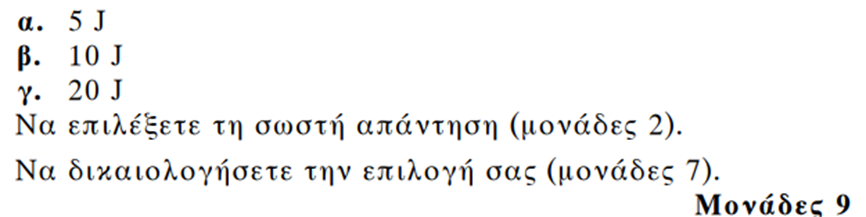 α. 5 J
β. 10 J
γ. 20 J
Να επιλέξετε τη σωστή απάντηση (μονάδες 2).
Να δικαιολογήσετε την επιλογή σας (μονάδες 7).
Μονάδες 9